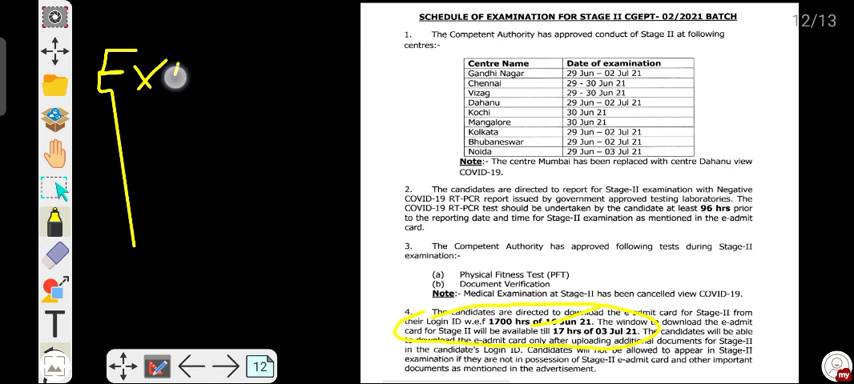 Ex
SCHEDULE OF EXAMINATION FOR STAGE II CGEPT- 02/2021 BATCH
12/13
1. The Competent Authority has approved conduct of Stage II at following
centres:-
Centre Name Date of examination
Gandhi Nagar 29 Jun – 02 Jul 21
Chennai 29 - 30 Jun 21
Vizag 29 - 30 Jun 21
Dahanu 29 Jun – 02 Jul 21
Kochi 30 Jun 21
Mangalore 30 Jun 21
Kolkata 29 Jun – 02 Jul 21
Bhubaneswar 29 Jun – 02 Jul 21
Noida 29 Jun – 03 Jul 21
Note:- The centre Mumbai has been replaced with centre Dahanu view
COVID-19.
2. The candidates are directed to report for Stage-II examination with Negative
COVID-19 RT-PCR report issued by government approved testing laboratories. The
COVID-19 RT-PCR test should be undertaken by the candidate at least 96 hrs prior
to the reporting date and time for Stage-II examination as mentioned in the e-admit
card.
3. The Competent Authority has approved following tests during Stage-II
examination:-
(a) Physical Fitness Test (PFT)
(b) Document Verification
Note:- Medical Examination at Stage-II has been cancelled view COVID-19.
4. The candidates are directed to download the e-admit card for Stage-II from
their Login ID w.e.f 1700 hrs of 16 Jun 21. The window to download the e-admit
card for Stage-II will be available till 17 hrs of 03 Jul 21. The candidates will be able
to download the e-admit card only after uploading additional documents for Stage-II
in the candidate's Login ID. Candidates will not be allowed to appear in Stage-II
examination if they are not in possession of Stage-II e-admit card and other important
documents as mentioned in the advertisement.
T
12
my